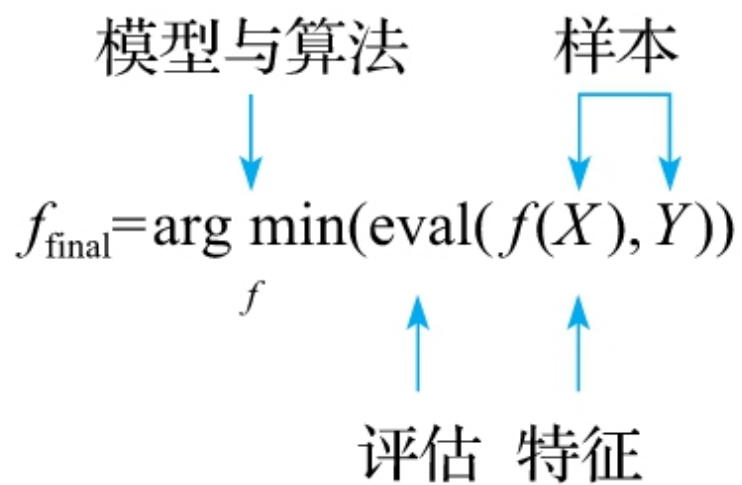 模型与算法 样本
f_final=arg min(eval(f(X),Y))
f
评估 特征